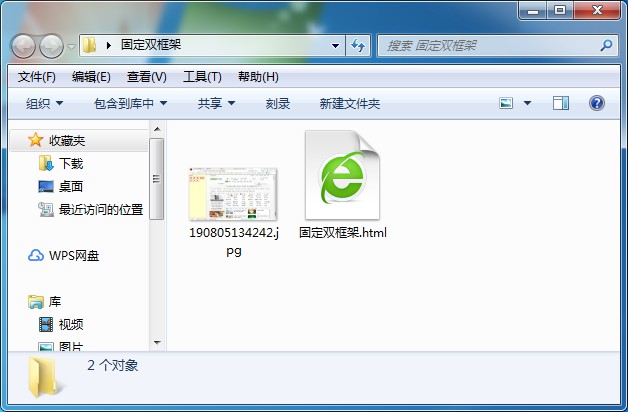 固定双框架
搜索 固定双框架
文件(F) 编辑(E) 查看(V) 工具(T) 帮助(H)
组织 包含到库中 共享 刻录 新建文件夹
收藏夹
下载
桌面
最近访问的位置
WPS网盘
库
视频
图片
190805134242.j
pg
固定双框架.html
2 个对象